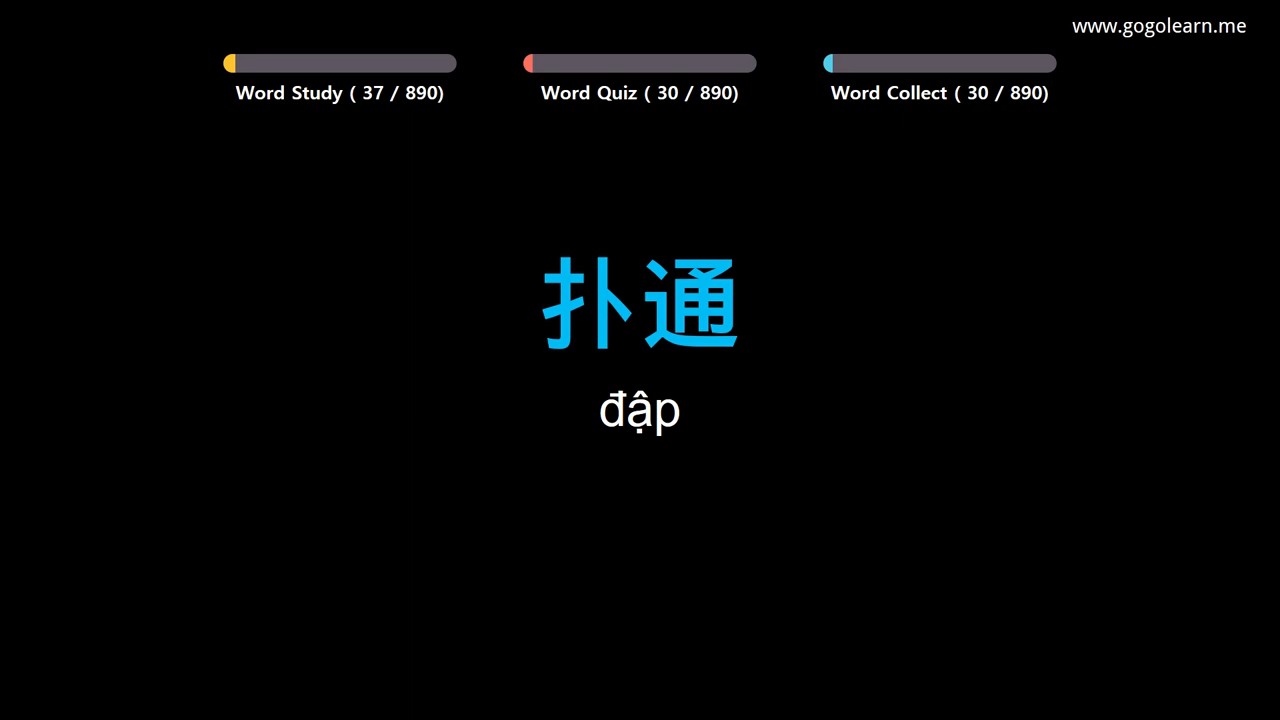 www.gogolearn.me
Word Study ( 37 / 890)
Word Quiz ( 30 / 890)
Word Collect ( 30 / 890)
扑通
đập